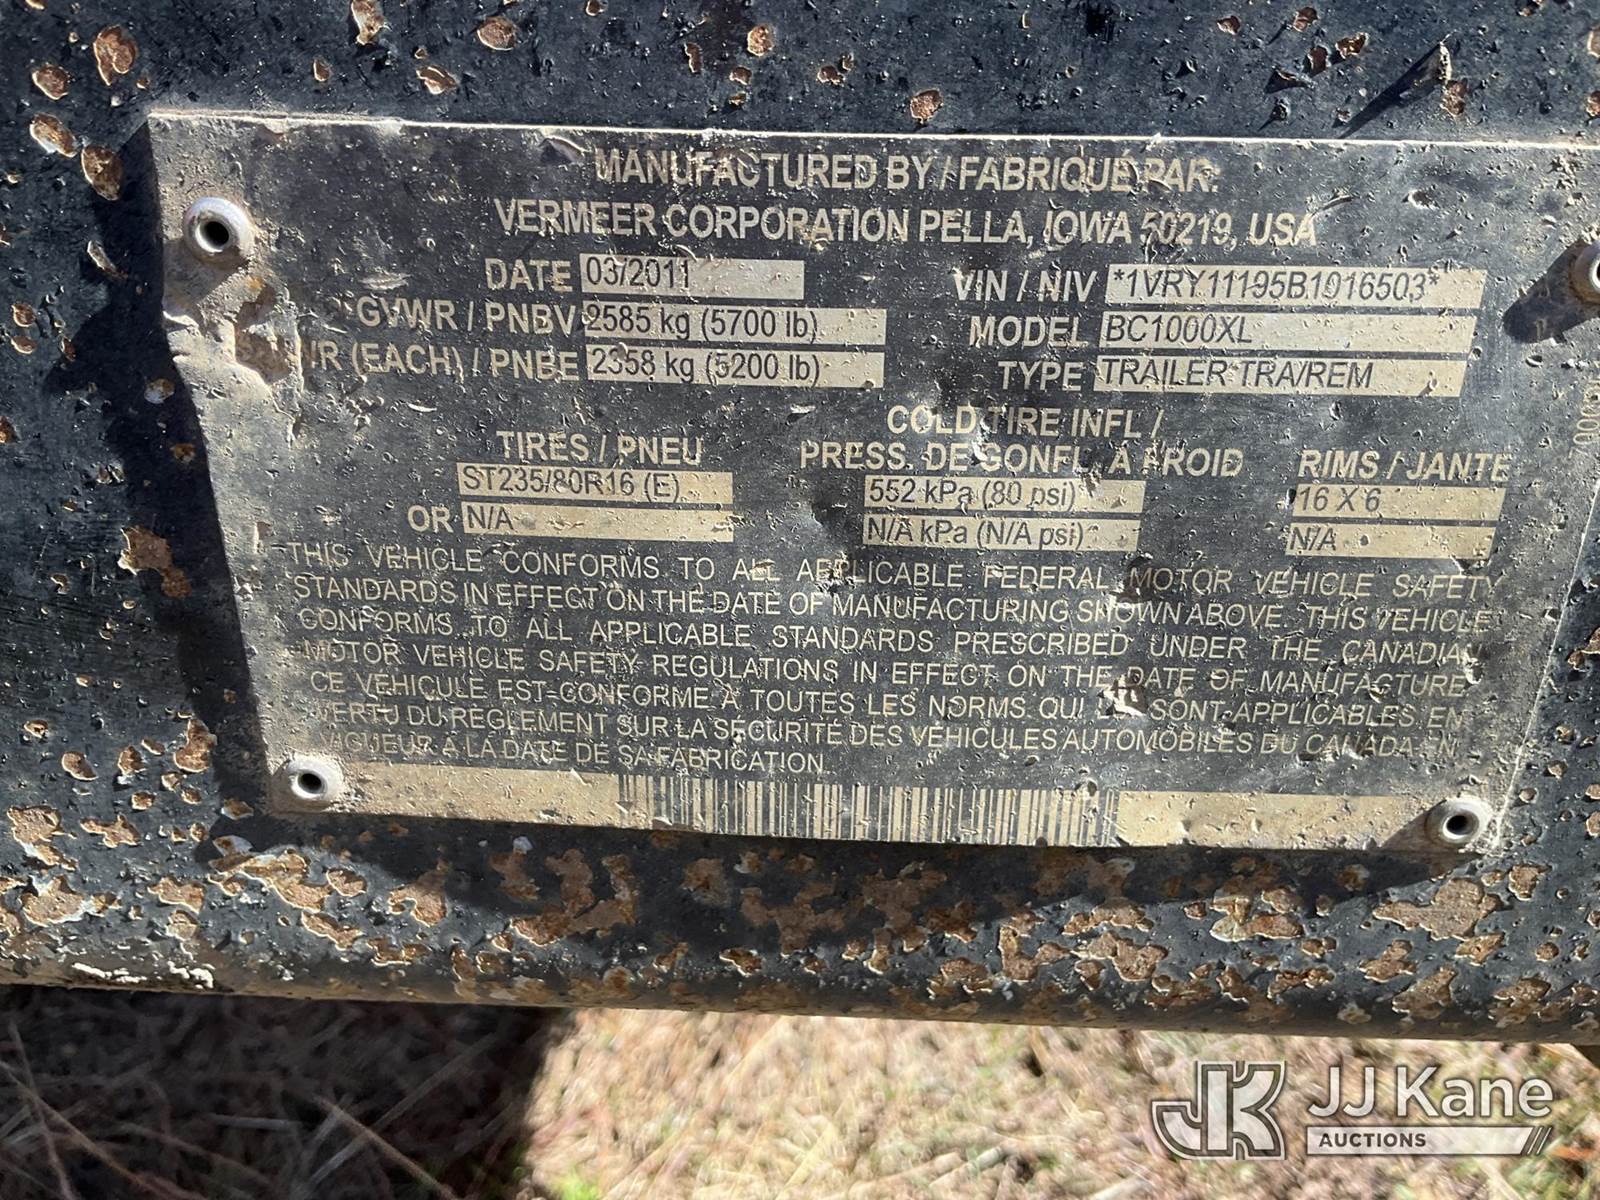 MANUFACTURED BY / FABRIQUÉ PAR:
VERMEER CORPORATION PELLA, IOWA 50219, USA
DATE 03/2011 VIN / NIV *1VRY11195B1016503*
GVWR / PNBV 2585 kg (5700 lb) MODEL BC1000XL
(EACH) / PNBE 2358 kg (5200 lb) TYPE TRAILER TRA/REM
COLD TIRE INFL /
TIRES / PNEU PRESS. DE GONFL. À FROID RIMS / JANTE
ST235/80R16 (E) 552 kPa (80 psi) 16 X 6
OR N/A N/A kPa (N/A psi) N/A
THIS VEHICLE CONFORMS TO ALL APPLICABLE FEDERAL MOTOR VEHICLE SAFETY
STANDARDS IN EFFECT ON THE DATE OF MANUFACTURING SHOWN ABOVE. THIS VEHICLE
CONFORMS TO ALL APPLICABLE STANDARDS PRESCRIBED UNDER THE CANADIAN
MOTOR VEHICLE SAFETY REGULATIONS IN EFFECT ON THE DATE OF MANUFACTURE.
CE VÉHICULE EST CONFORME À TOUTES LES NORMS QUI LUI SONT APPLICABLES EN
VERTU DU RÈGLEMENT SUR LA SÉCURITÉ DES VÉHICULES AUTOMOBILES DU CANADA EN
VIGUEUR À LA DATE DE SA FABRICATION.
JK JJ Kane
AUCTIONS